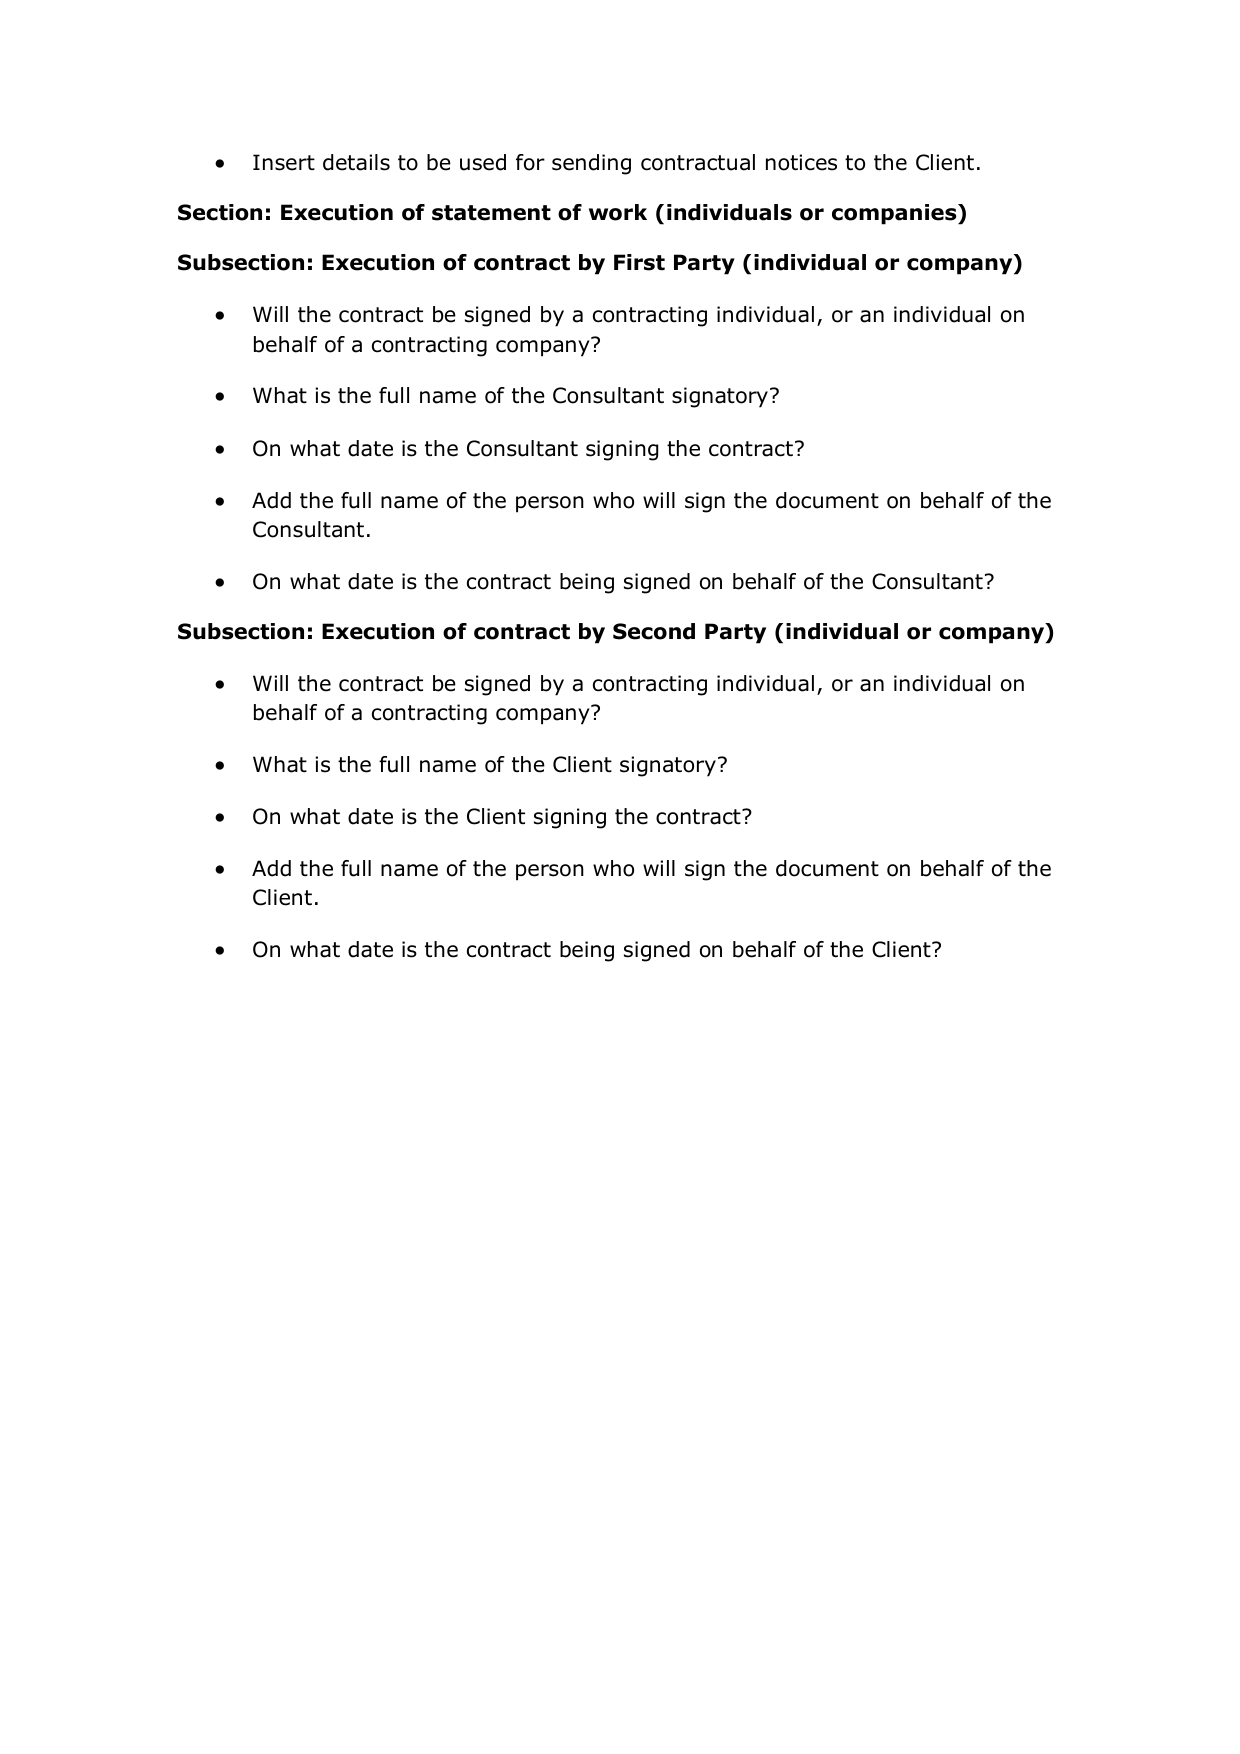 • Insert details to be used for sending contractual notices to the Client.
Section: Execution of statement of work (individuals or companies)
Subsection: Execution of contract by First Party (individual or company)
• Will the contract be signed by a contracting individual, or an individual on
behalf of a contracting company?
• What is the full name of the Consultant signatory?
• On what date is the Consultant signing the contract?
• Add the full name of the person who will sign the document on behalf of the
Consultant.
• On what date is the contract being signed on behalf of the Consultant?
Subsection: Execution of contract by Second Party (individual or company)
• Will the contract be signed by a contracting individual, or an individual on
behalf of a contracting company?
• What is the full name of the Client signatory?
• On what date is the Client signing the contract?
• Add the full name of the person who will sign the document on behalf of the
Client.
• On what date is the contract being signed on behalf of the Client?